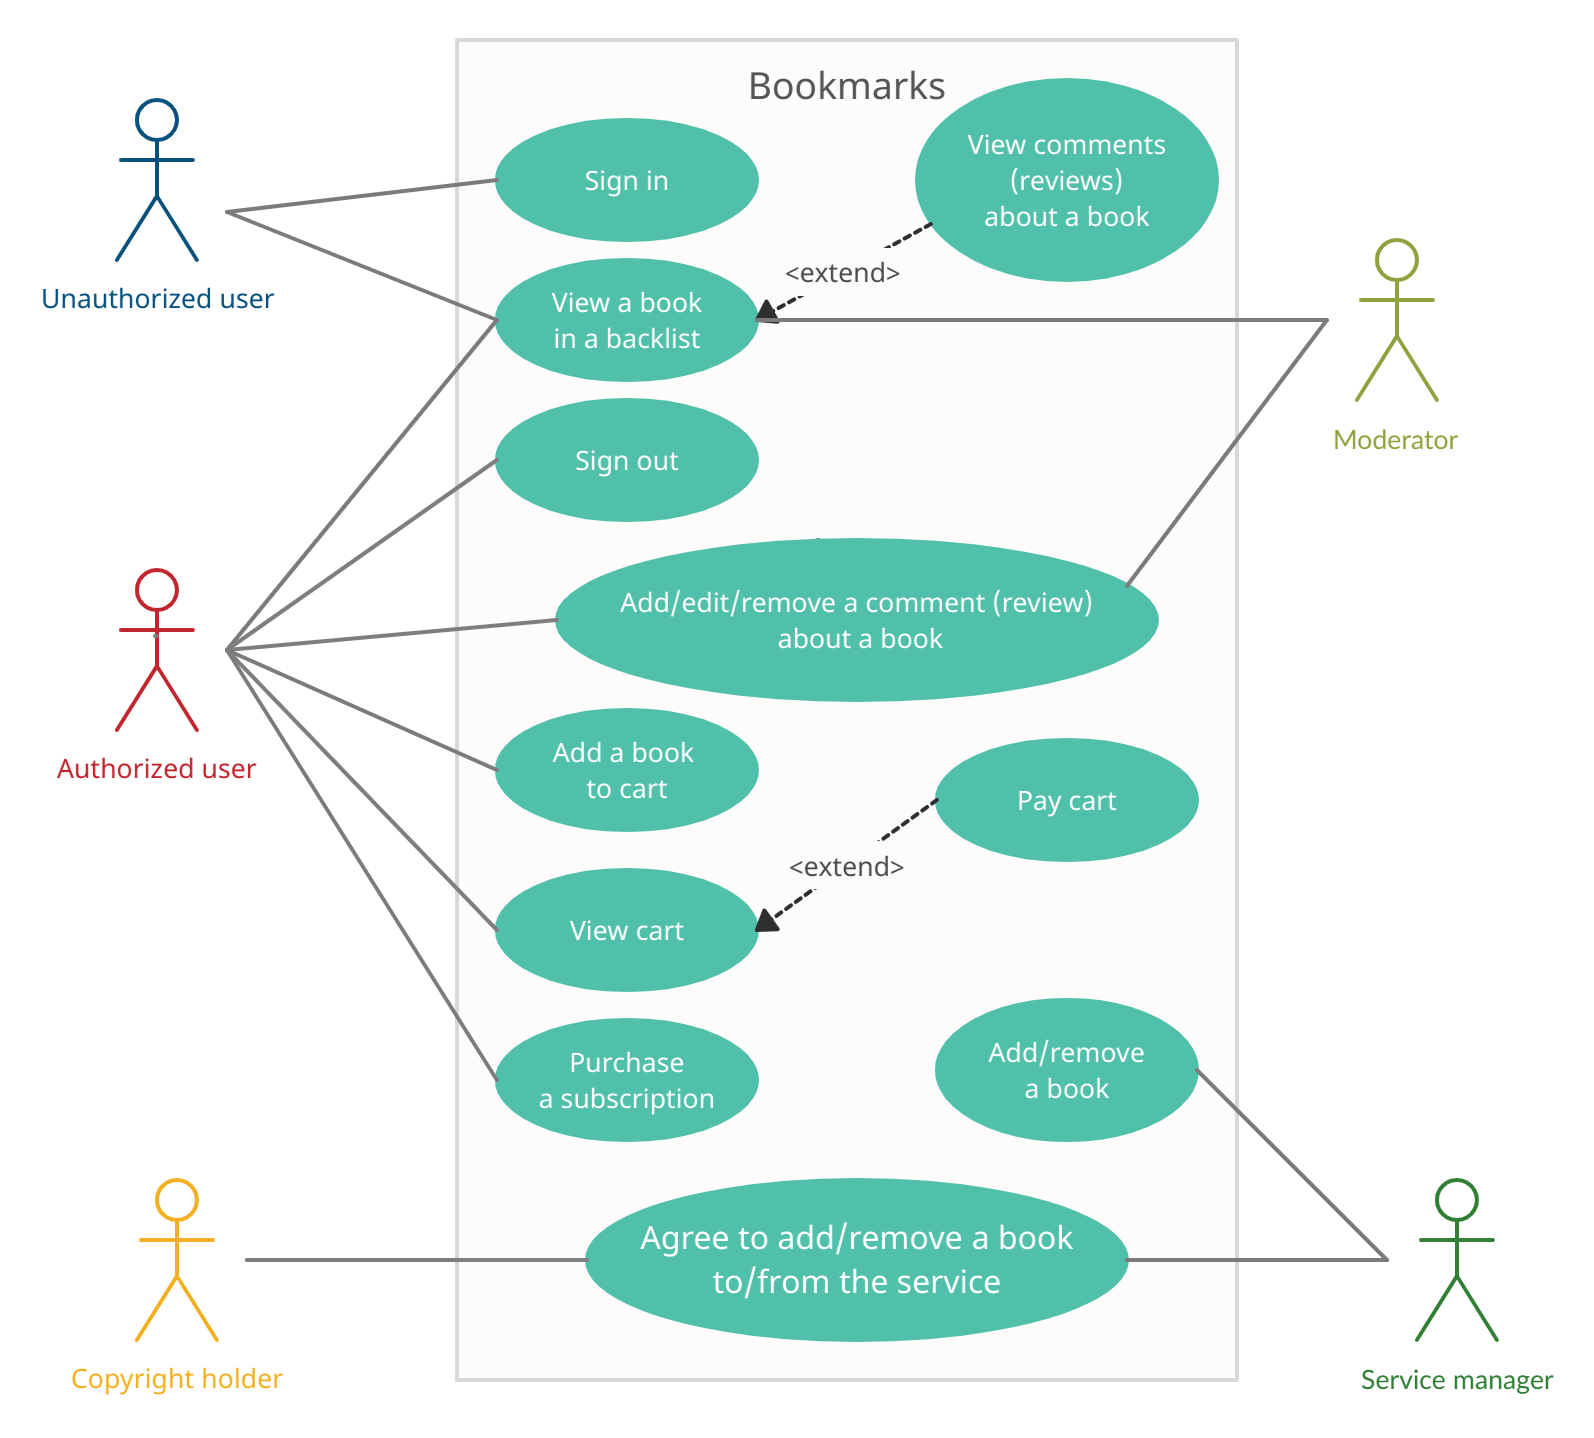 Bookmarks
View comments
(reviews)
about a book
Sign in
<extend>
Unauthorized user
View a book
in a backlist
Moderator
Sign out
Add/edit/remove a comment (review)
about a book
Authorized user
Add a book
to cart
Pay cart
<extend>
View cart
Add/remove
a book
Purchase
a subscription
Agree to add/remove a book
to/from the service
Copyright holder
Service manager